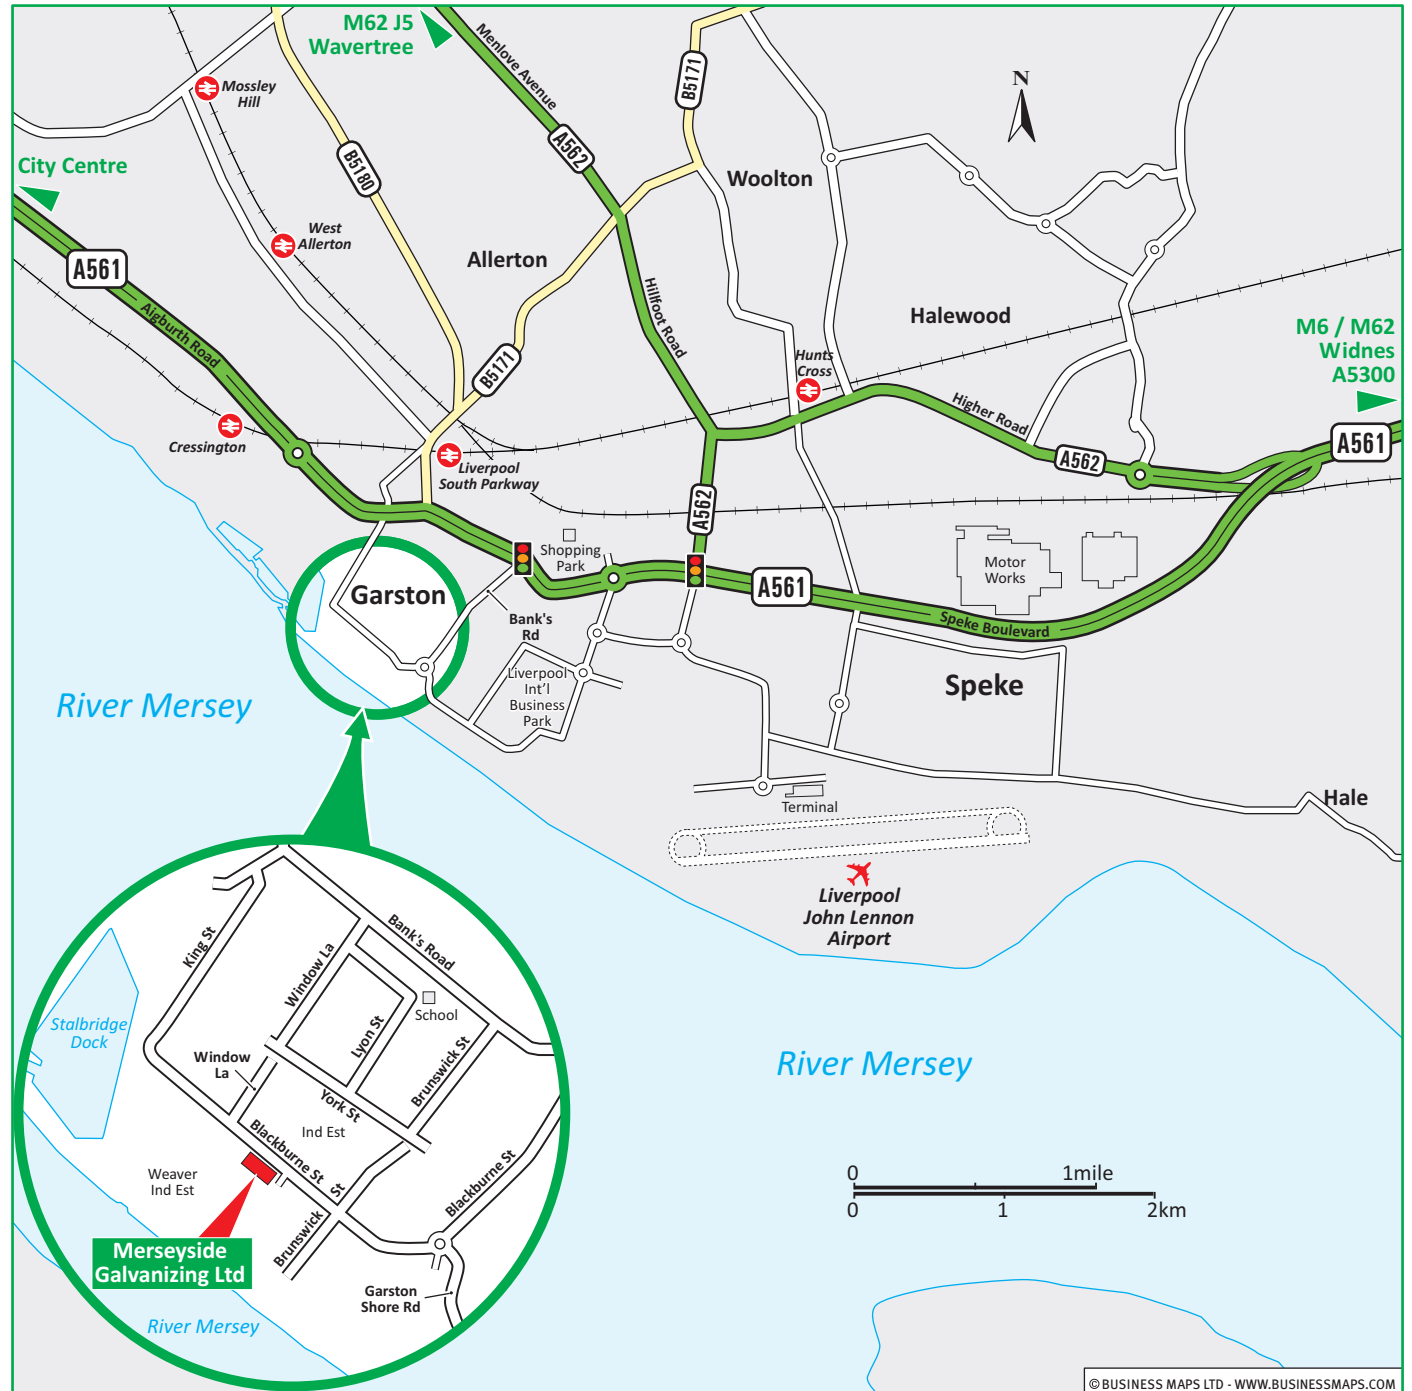 M62 J5
Wavertree
Menlove Avenue
B5171
N
Mossley
Hill
City Centre
B5180
A562
Woolton
West
Allerton
Allerton
A561
Aigburth Road
Hillfoot Road
Halewood
M6 / M62
Widnes
A5300
Hunts
Cross
B5171
Higher Road
Cressington
A561
A562
Liverpool
South Parkway
A562
Shopping
Park
Motor
Works
A561
Garston
Bank's
Rd
Speke Boulevard
Liverpool
Int'l
Business
Park
Speke
River Mersey
Terminal
Hale
Liverpool
John Lennon
Airport
King St
Bank's Road
Window La
School
Stalbridge
Dock
Lyon St
Window
La
Brunswick St
York St
Ind Est
River Mersey
Blackburne St
Weaver
Ind Est
Blackburne St
Brunswick St
Merseyside
Galvanizing Ltd
Garston
Shore Rd
River Mersey
0 1mile
0 1 2km
© BUSINESS MAPS LTD - WWW.BUSINESSMAPS.COM